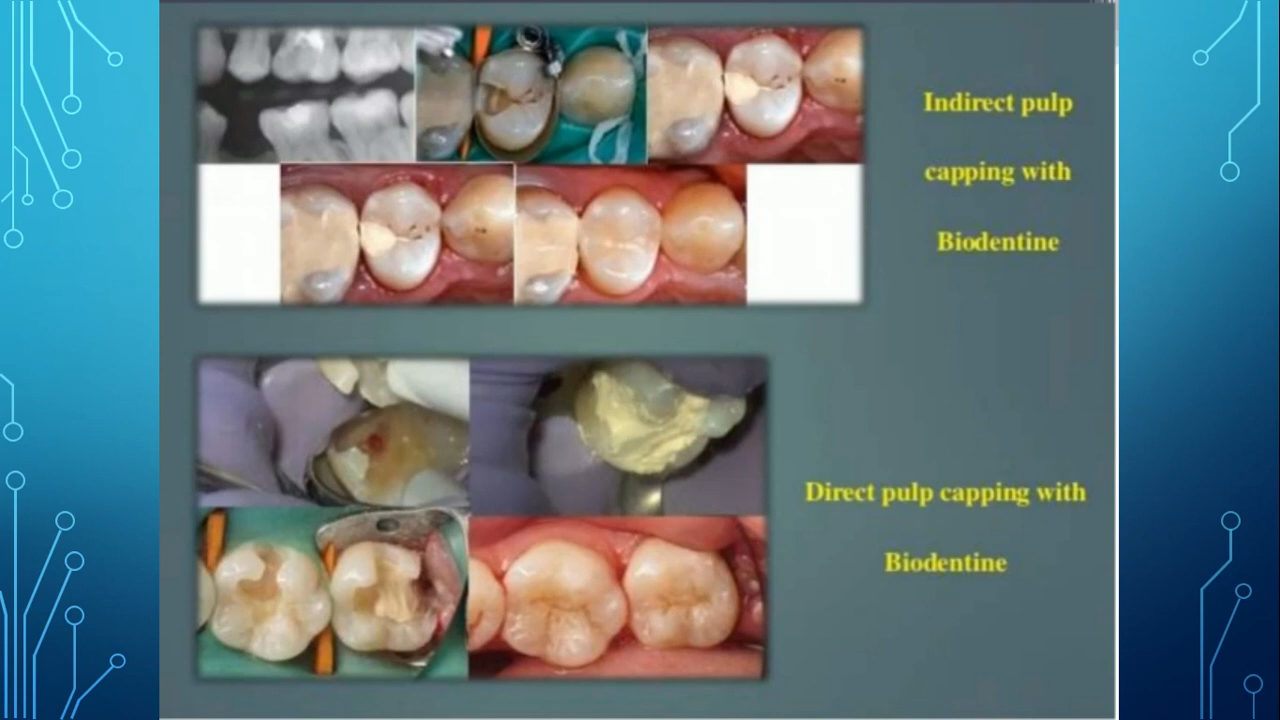 Indirect pulp
capping with
Biodentine
Direct pulp capping with
Biodentine